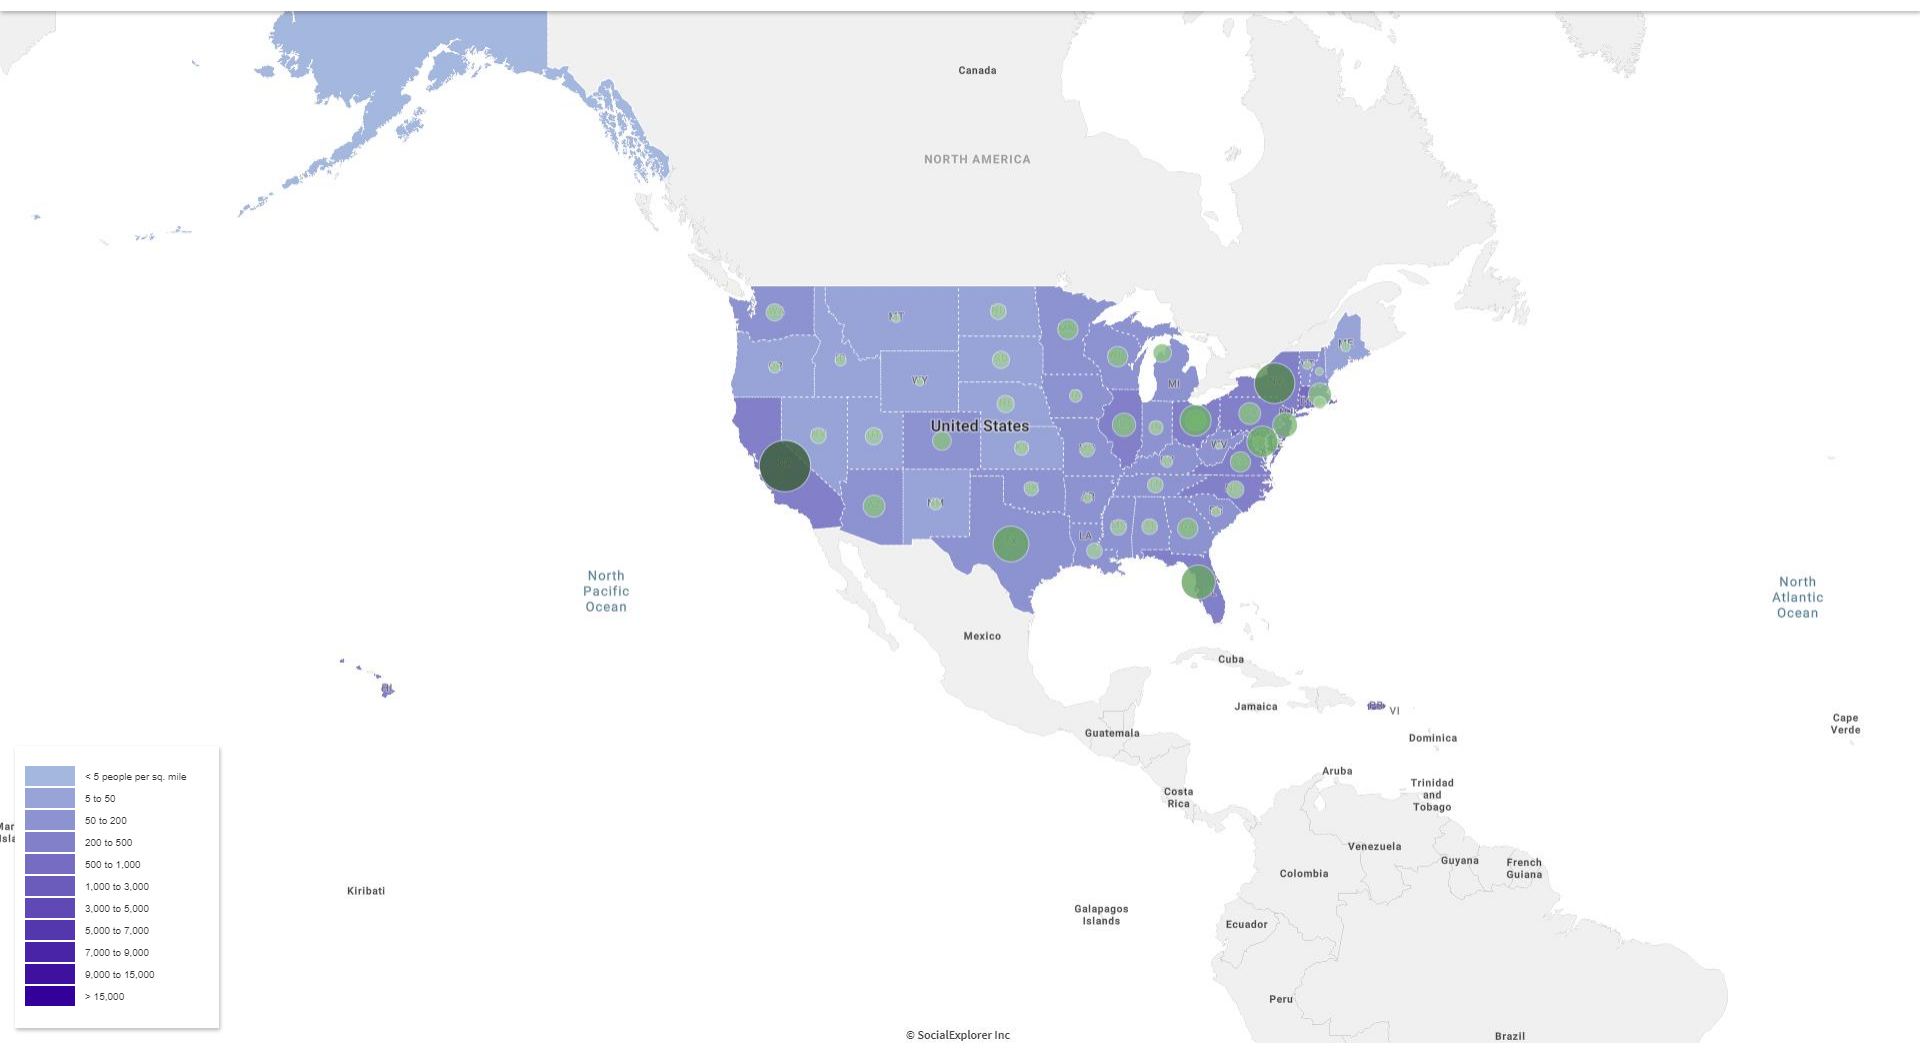 Canada
NORTH AMERICA
MT
ME
WY
MI
United States
WV
NM
LA
North
Pacific
Ocean
North
Atlantic
Ocean
Mexico
Cuba
HI
Jamaica
PR
VI
Cape
Verde
Guatemala
Dominica
Aruba
Trinidad
and
Tobago
Costa
Rica
Venezuela
Guyana
French
Guiana
Colombia
Kiribati
Galapagos
Islands
Ecuador
Peru
Brazil
< 5 people per sq. mile
5 to 50
50 to 200
200 to 500
500 to 1,000
1,000 to 3,000
3,000 to 5,000
5,000 to 7,000
7,000 to 9,000
9,000 to 15,000
> 15,000
© SocialExplorer Inc